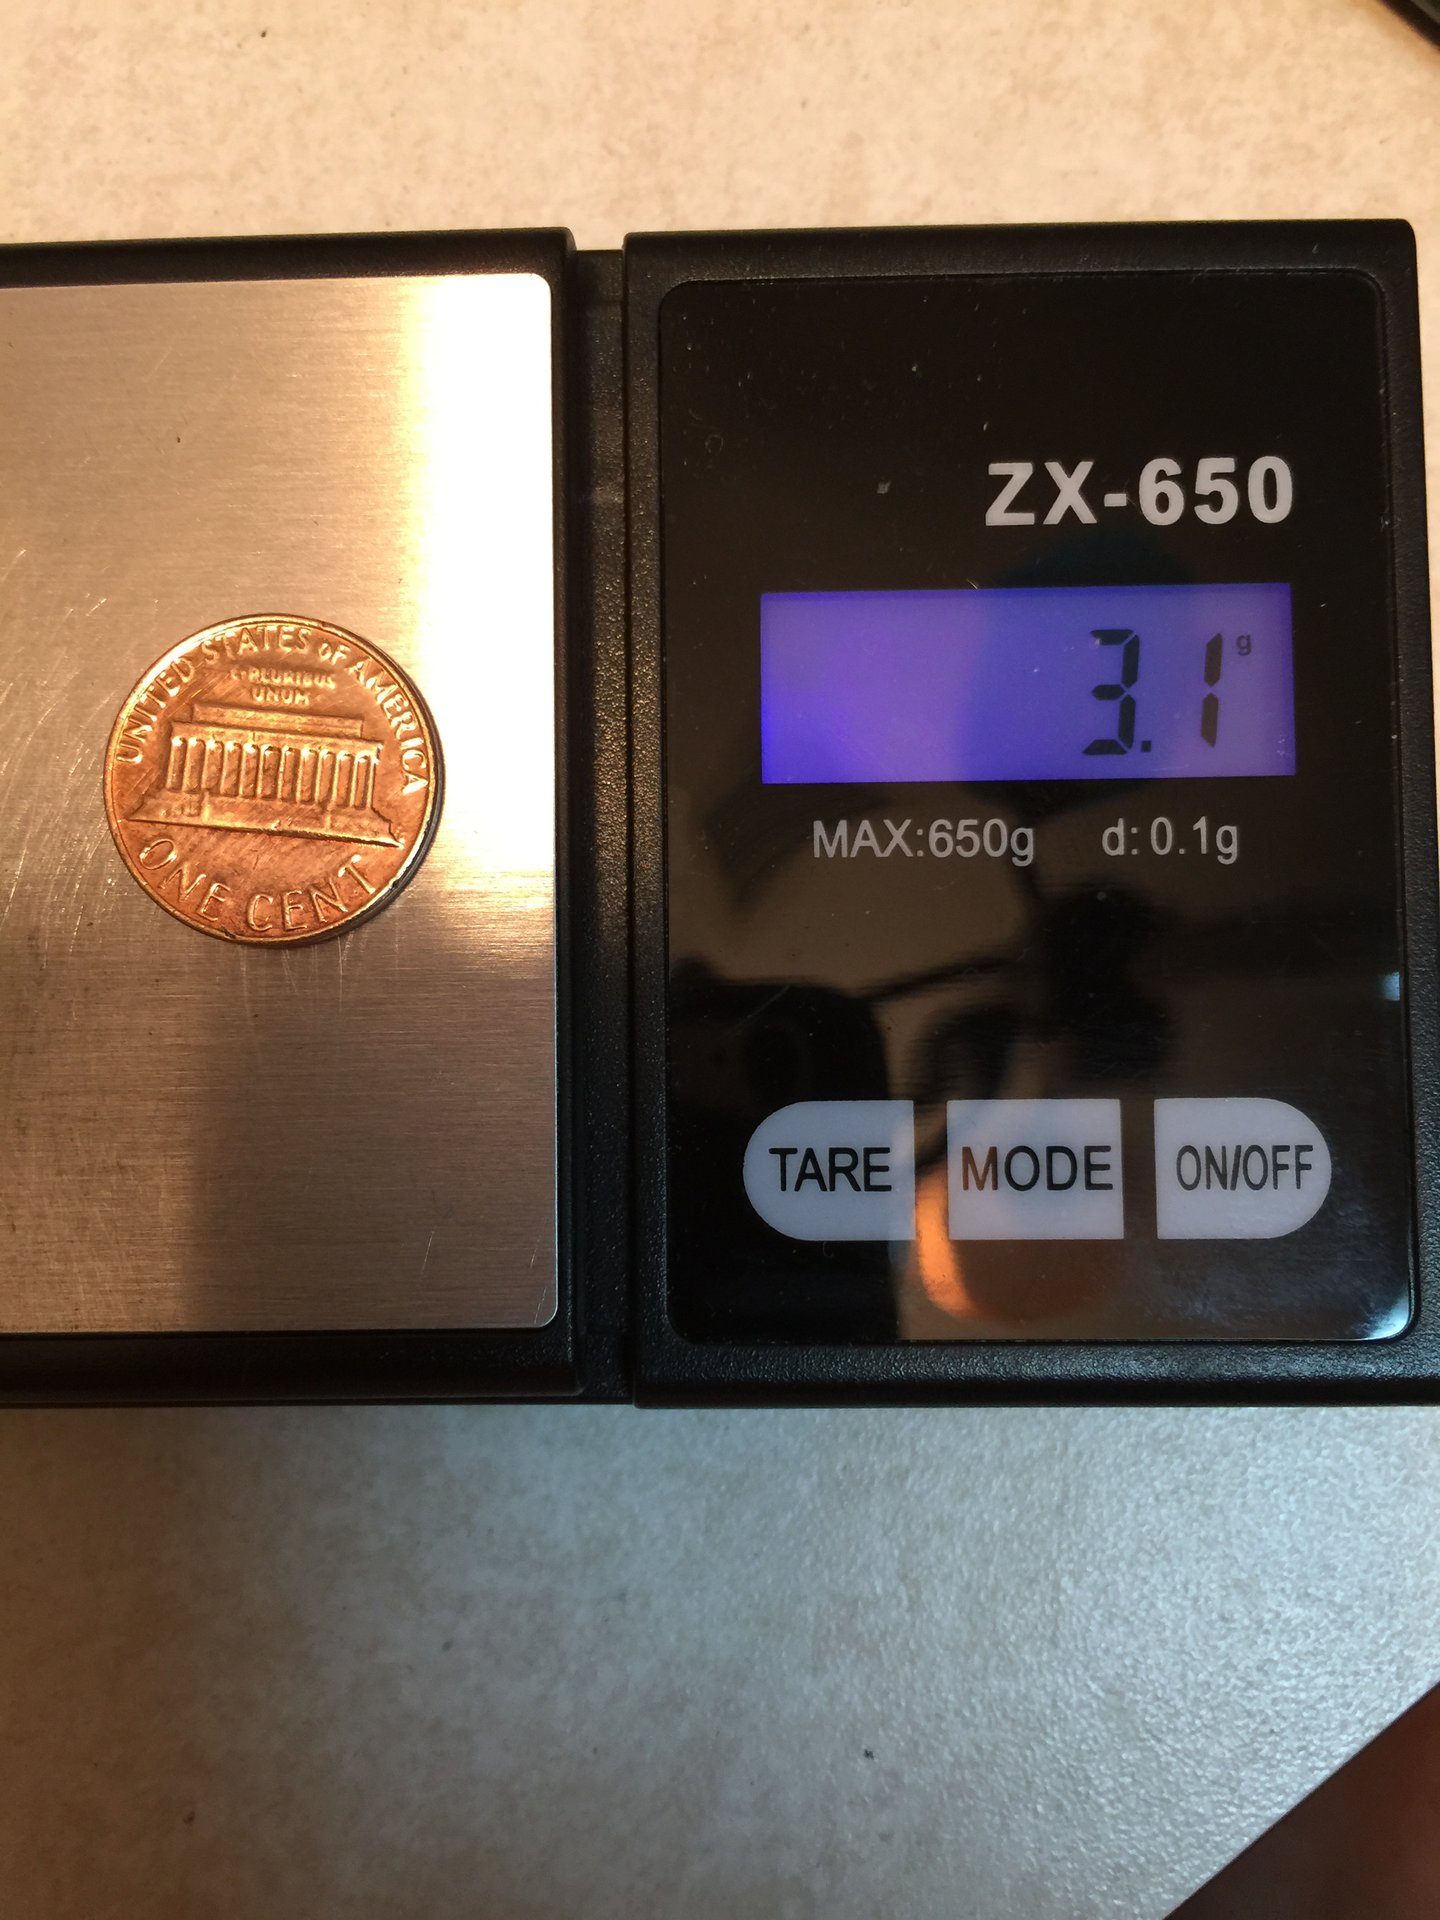 UNITED STATES OF AMERICA
E·PLURIBUS
UNUM
ONE CENT
ZX-650
3.1 g
MAX:650g d: 0.1g
TARE MODE ON/OFF